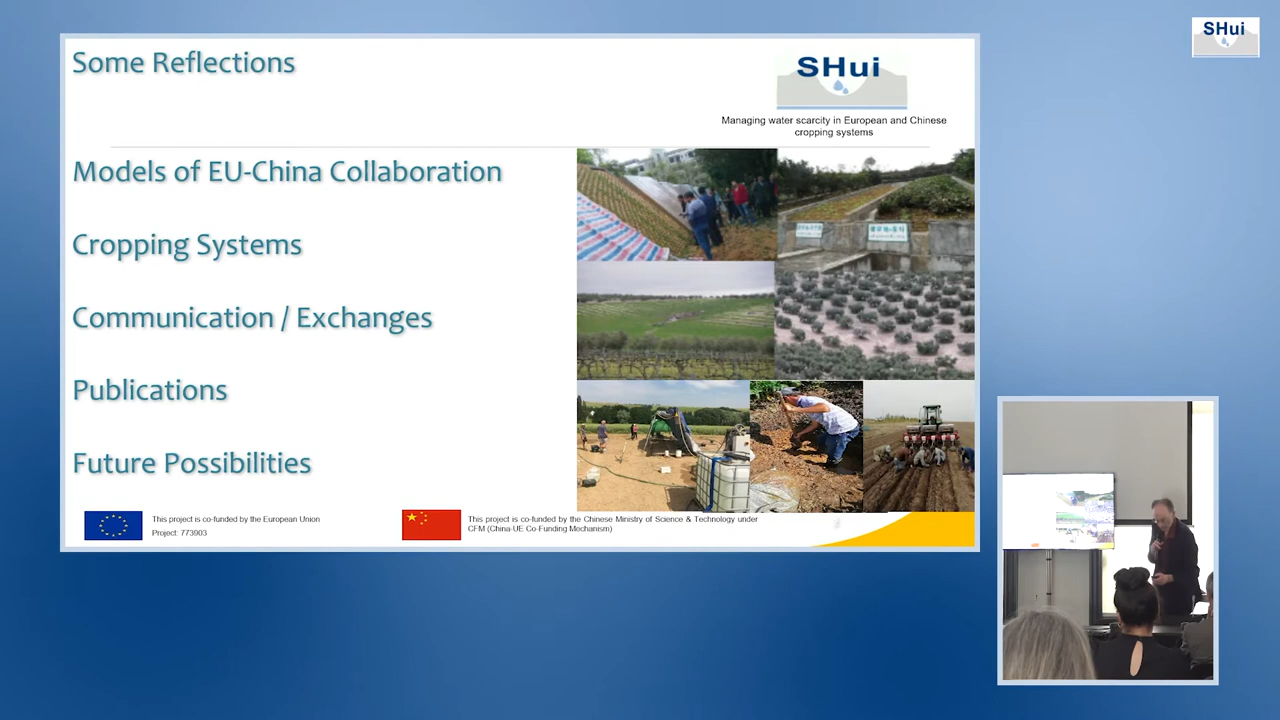 Some Reflections
SHui
Managing water scarcity in European and Chinese
cropping systems
Models of EU-China Collaboration
Cropping Systems
Communication / Exchanges
Publications
Future Possibilities
This project is co-funded by the European Union
Project: 773903
This project is co-funded by the Chinese Ministry of Science & Technology under
CFM (China-UE Co-Funding Mechanism)
SHui